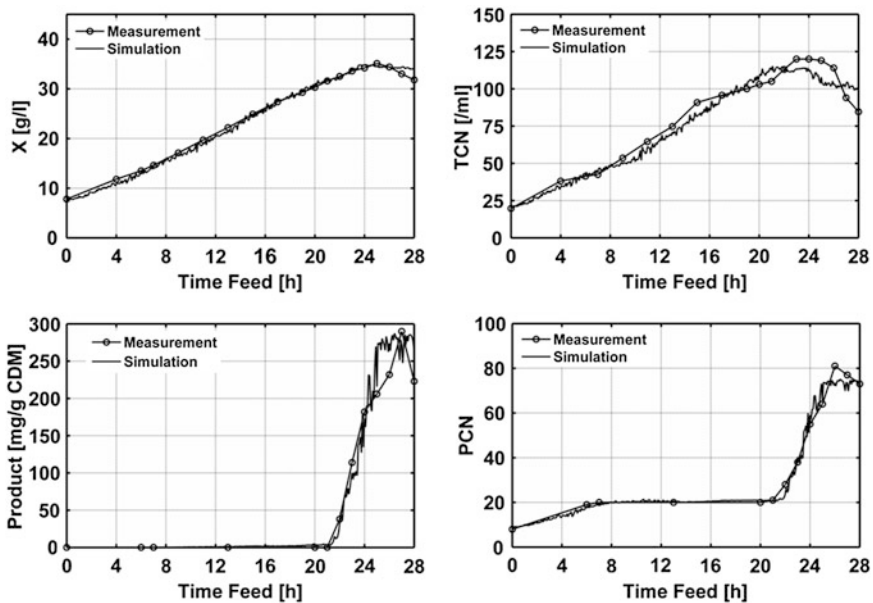 Measurement
Simulation
X [g/l]
40
30
20
10
0
0 4 8 12 16 20 24 28
Time Feed [h]
Measurement
Simulation
TCN [/ml]
150
125
100
75
50
25
0
0 4 8 12 16 20 24 28
Time Feed [h]
Measurement
Simulation
Product [mg/g CDM]
300
250
200
150
100
50
0
0 4 8 12 16 20 24 28
Time Feed [h]
Measurement
Simulation
PCN
100
80
60
40
20
0
0 4 8 12 16 20 24 28
Time Feed [h]